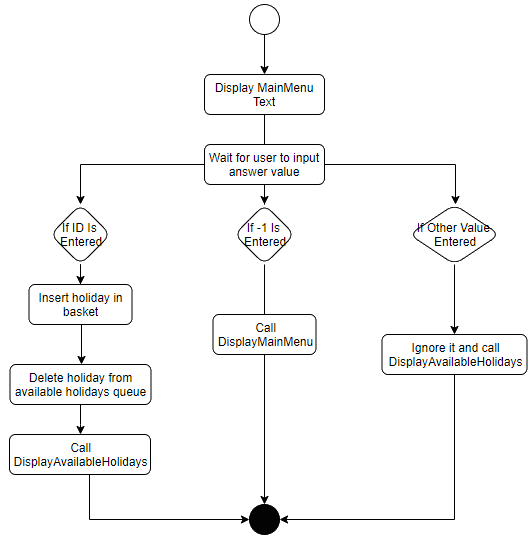 Display MainMenu
Text
Wait for user to input
answer value
If ID Is
Entered
If -1 Is
Entered
If Other Value
Entered
Insert holiday in
basket
Call
DisplayMainMenu
Ignore it and call
DisplayAvailableHolidays
Delete holiday from
available holidays queue
Call
DisplayAvailableHolidays